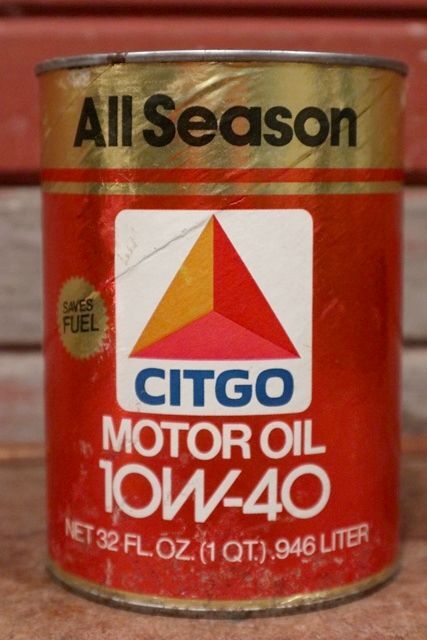 All Season
SAVES
FUEL
CITGO
MOTOR OIL
10W-40
NET 32 FL. OZ. (1 QT.) .946 LITER